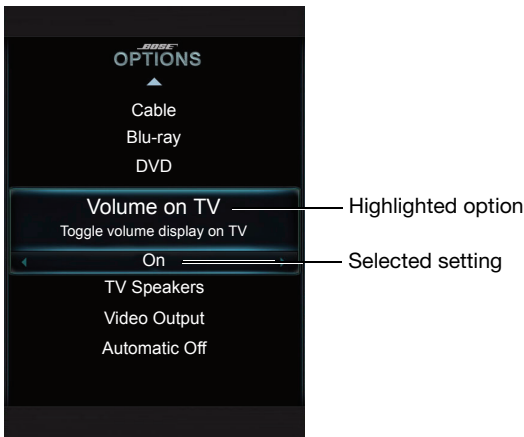 BOSE
OPTIONS
Cable
Blu-ray
DVD
Volume on TV
Highlighted option
Toggle volume display on TV
On
Selected setting
TV Speakers
Video Output
Automatic Off